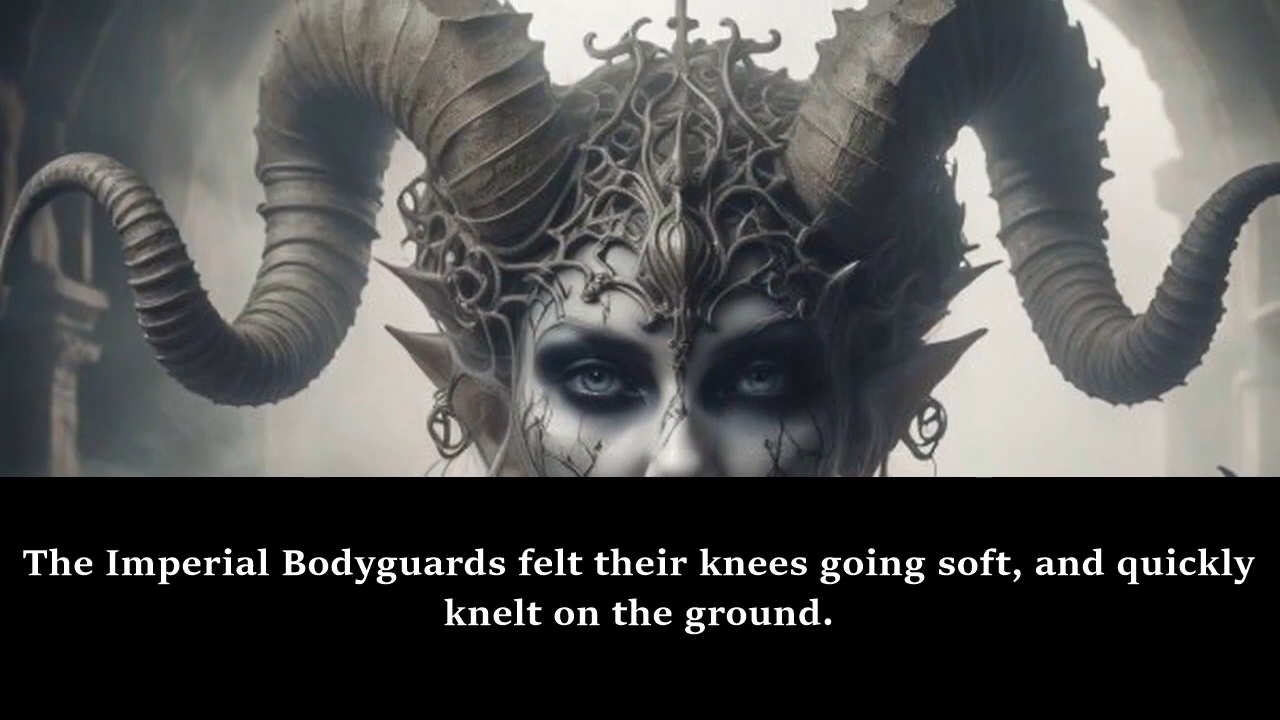 The Imperial Bodyguards felt their knees going soft, and quickly
knelt on the ground.